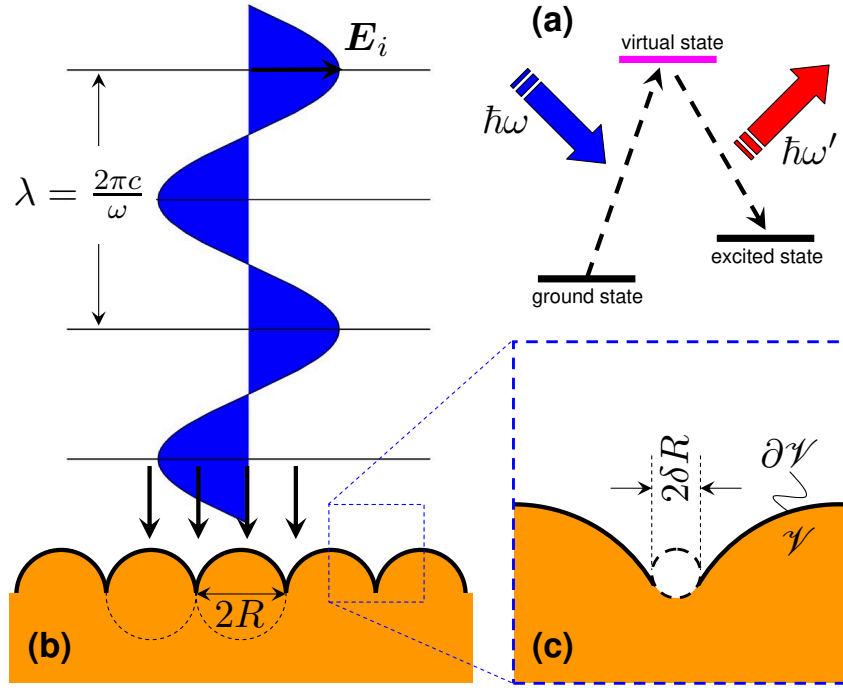 (a)
virtual state
ħω
ħω′
excited state
ground state
E_i
λ = 2πc/ω
2R
(b)
2δR
∂𝒱
𝒱
(c)